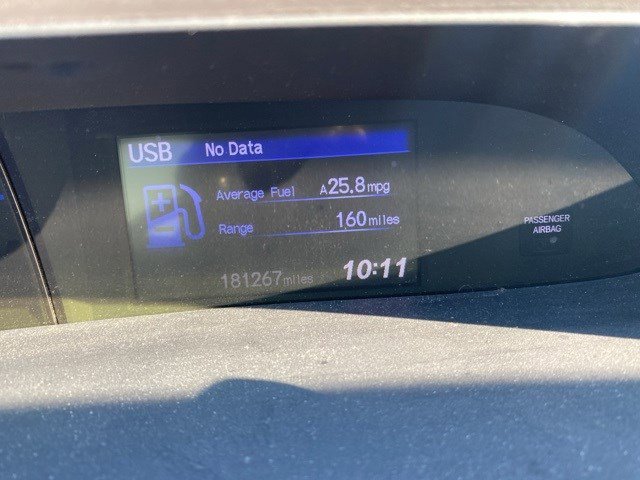 USB No Data
Average Fuel A25.8mpg
Range 160miles
181267miles 10:11
PASSENGER
AIRBAG